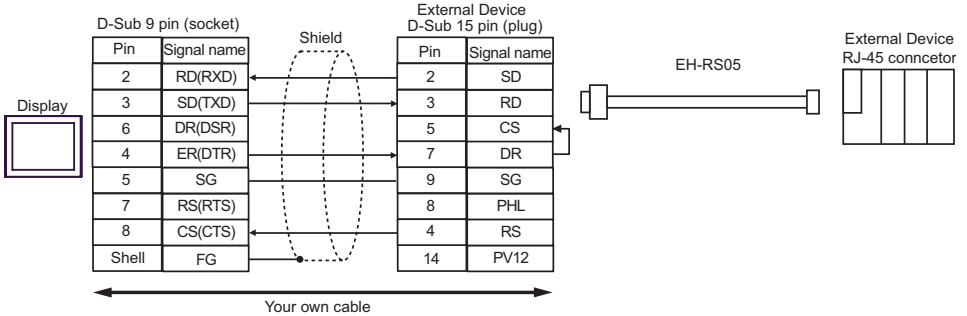 External Device
D-Sub 9 pin (socket) D-Sub 15 pin (plug)
Shield
Pin Signal name Pin Signal name
2 RD(RXD) 2 SD
3 SD(TXD) 3 RD
6 DR(DSR) 5 CS
4 ER(DTR) 7 DR
5 SG 9 SG
7 RS(RTS) 8 PHL
8 CS(CTS) 4 RS
Shell FG 14 PV12
Your own cable
Display
EH-RS05
External Device
RJ-45 conncetor